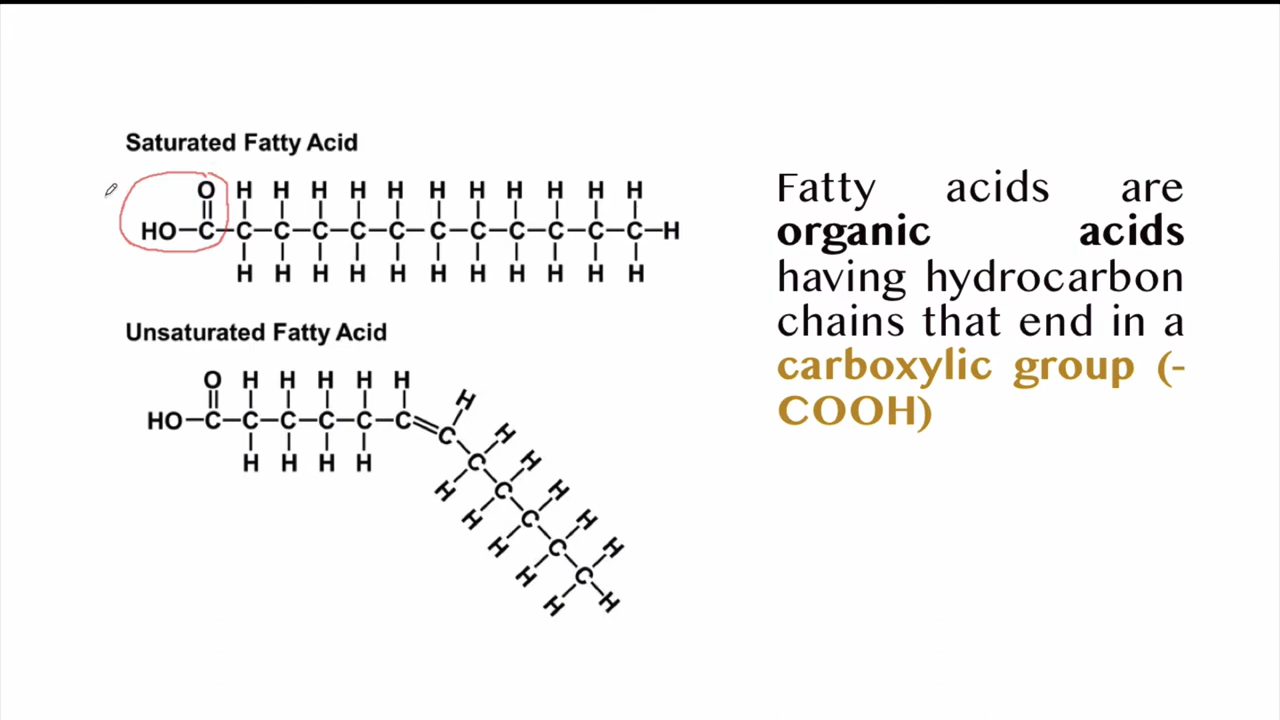 Saturated Fatty Acid
O H H H H H H H H H H H
HO–C–C–C–C–C–C–C–C–C–C–C–C–H
H H H H H H H H H H H
Unsaturated Fatty Acid
O H H H H H
HO–C–C–C–C–C–C=C
H H H H
H
C H
H C H
H C H
H C H
H C H
H H
Fatty acids are
organic acids
having hydrocarbon
chains that end in a
carboxylic group (-
COOH)